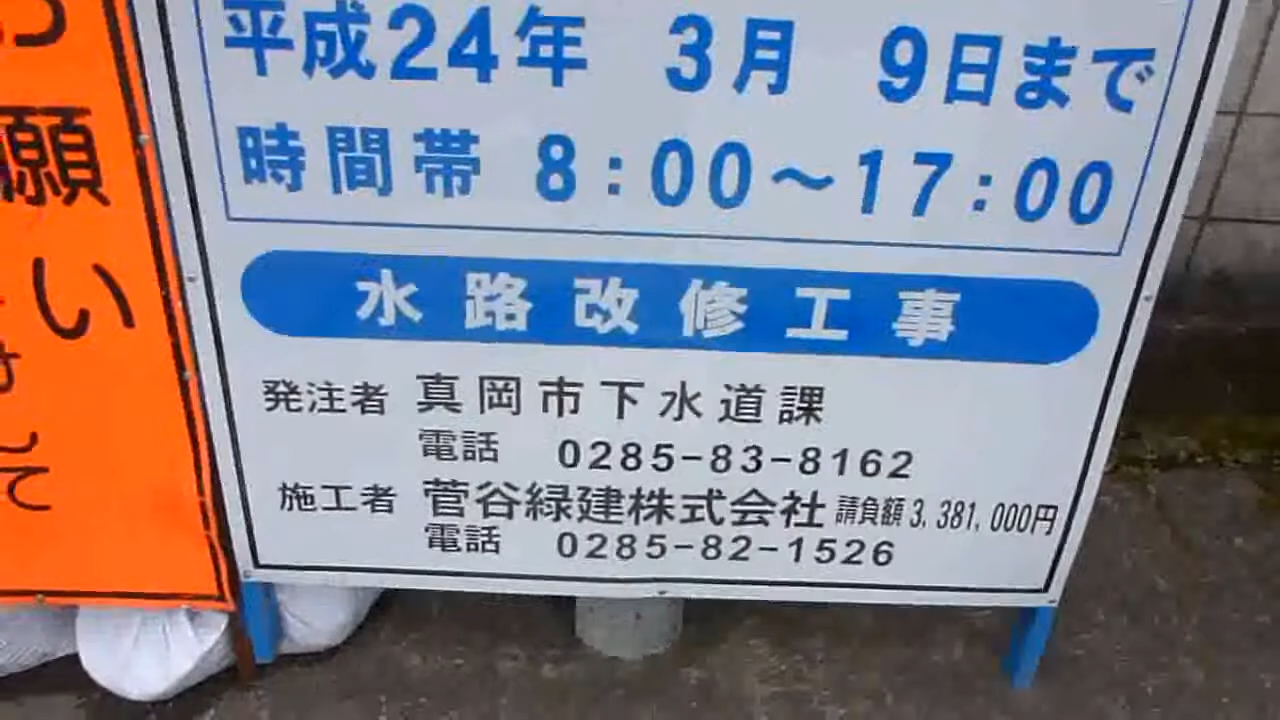 平成24年 3月 9日まで
時間帯 8:00~17:00
水路改修工事
発注者 真岡市下水道課
電話 0285-83-8162
施工者 菅谷緑建株式会社 請負額 3,381,000円
電話 0285-82-1526
お願い
して